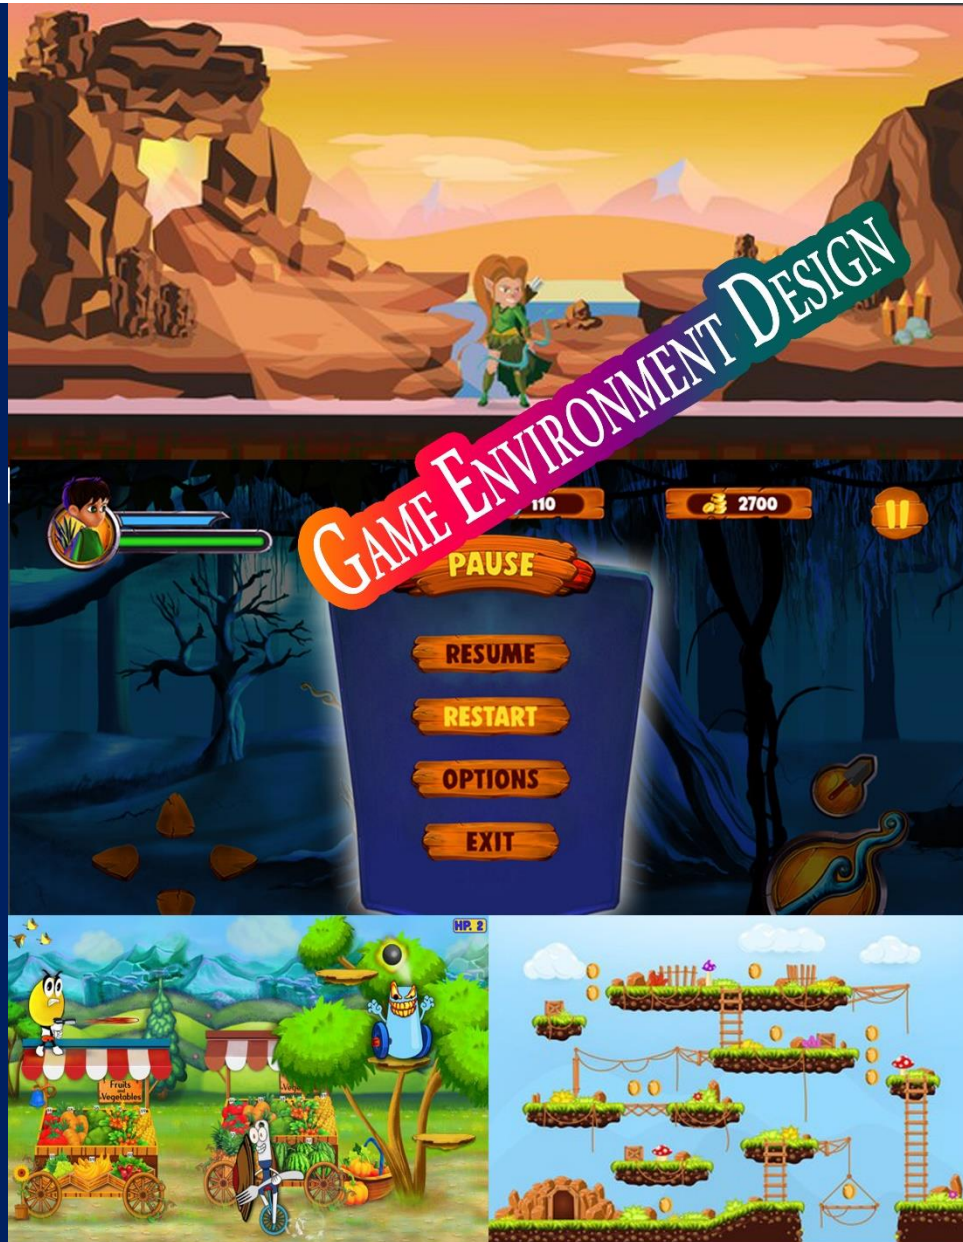 GAME ENVIRONMENT DESIGN
110
2700
PAUSE
RESUME
RESTART
OPTIONS
EXIT
HP. 2
Fruits
and
Vegetables